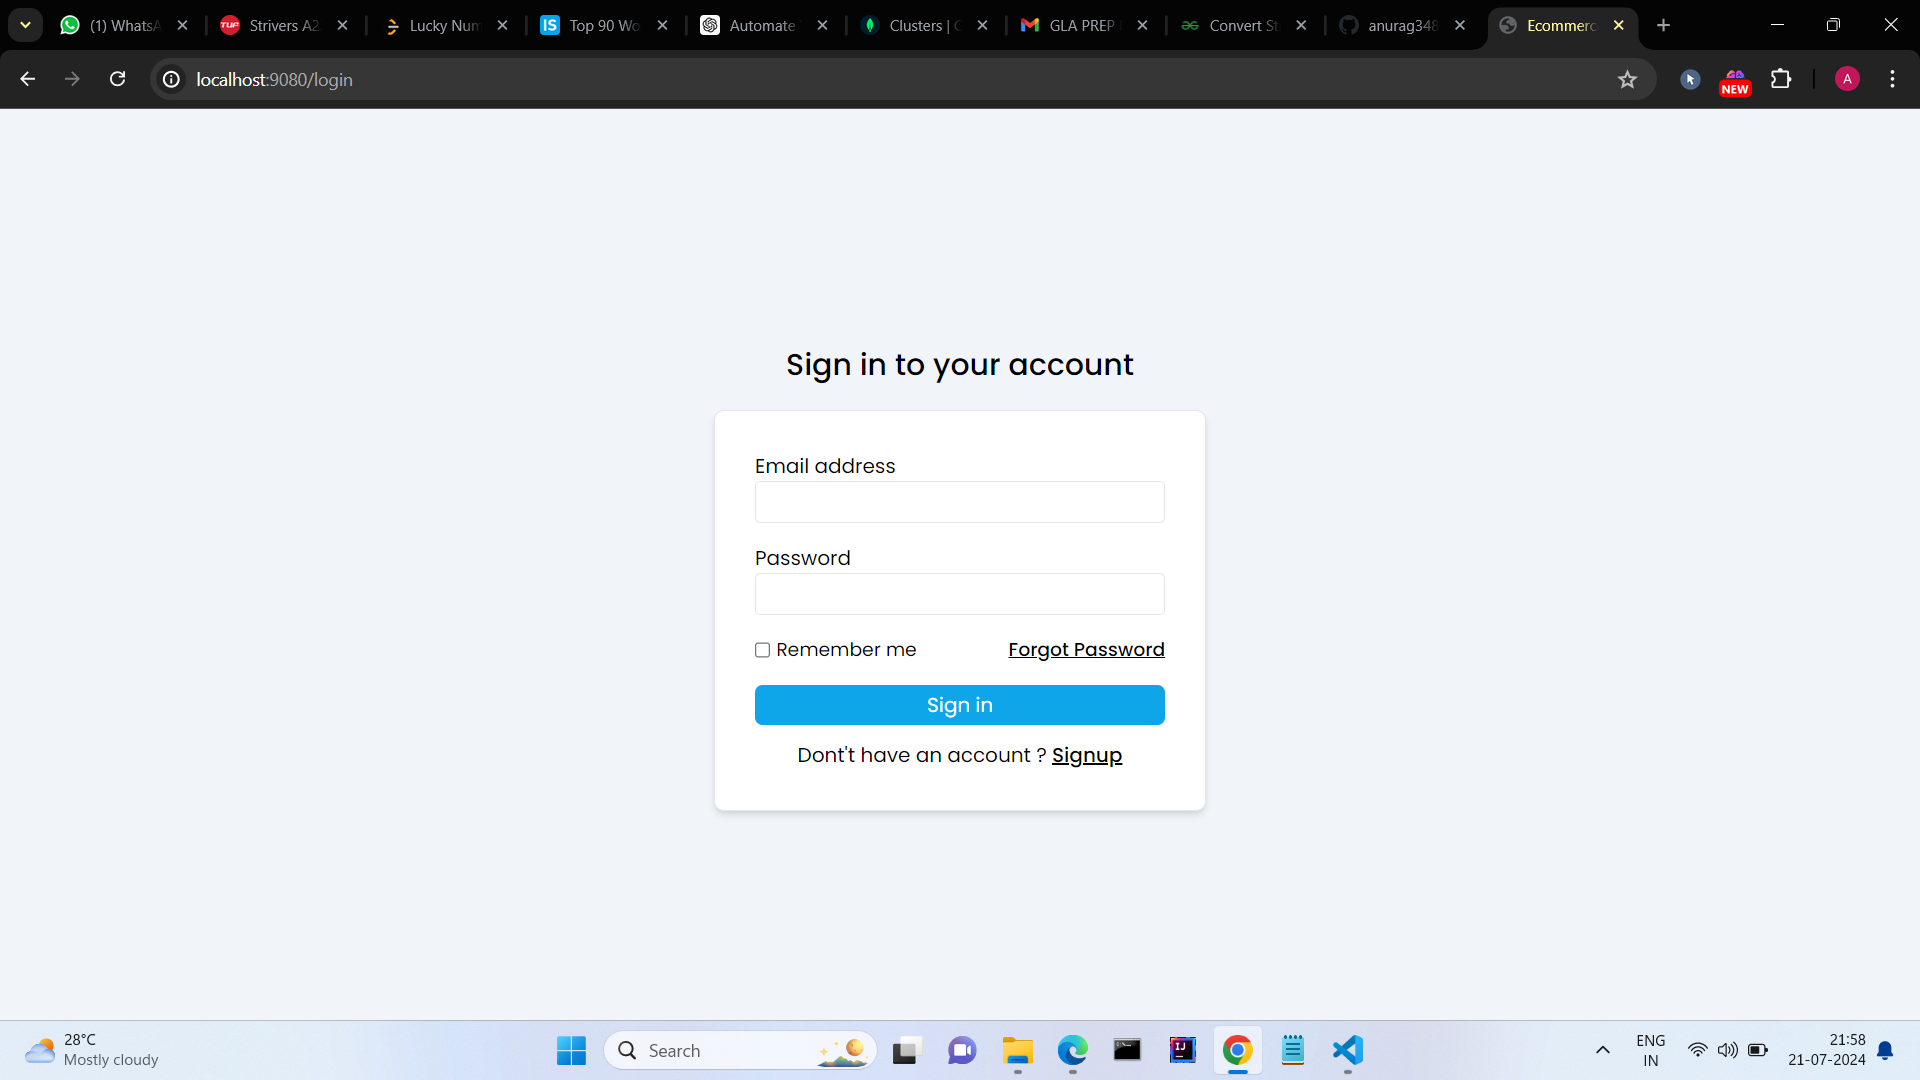 (1) WhatsA
Strivers A2
Lucky Num
Top 90 Wo
Automate
Clusters | C
GLA PREP
Convert St
anurag348
Ecommerc
localhost:9080/login
NEW
A
Sign in to your account
Email address
Password
Remember me
Forgot Password
Sign in
Dont't have an account ? Signup
28°C
Mostly cloudy
Search
ENG
IN
21:58
21-07-2024